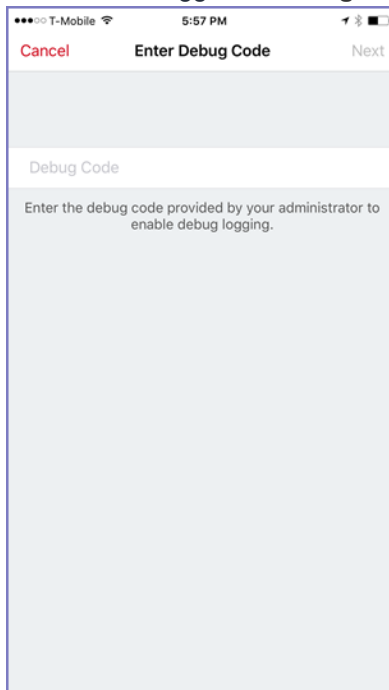 T-Mobile 5:57 PM
Cancel Enter Debug Code Next
Debug Code
Enter the debug code provided by your administrator to
enable debug logging.